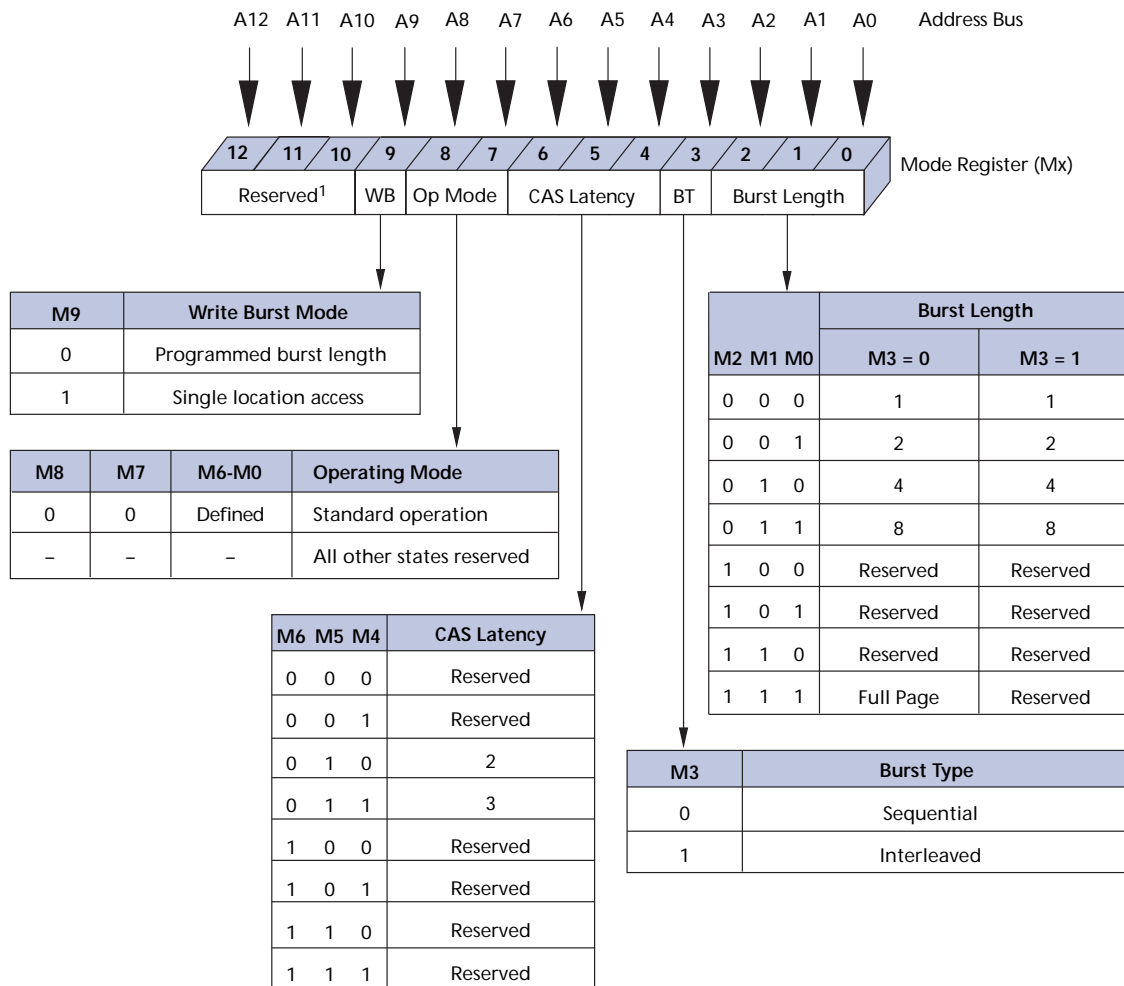 A12 A11 A10 A9 A8 A7 A6 A5 A4 A3 A2 A1 A0 Address Bus
12 11 10 9 8 7 6 5 4 3 2 1 0
Mode Register (Mx)
Reserved1 WB Op Mode CAS Latency BT Burst Length
M9 Write Burst Mode
0 Programmed burst length
1 Single location access
M8 M7 M6-M0 Operating Mode
0 0 Defined Standard operation
– – – All other states reserved
M6 M5 M4 CAS Latency
0 0 0 Reserved
0 0 1 Reserved
0 1 0 2
0 1 1 3
1 0 0 Reserved
1 0 1 Reserved
1 1 0 Reserved
1 1 1 Reserved
Burst Length
M2 M1 M0 M3 = 0 M3 = 1
0 0 0 1 1
0 0 1 2 2
0 1 0 4 4
0 1 1 8 8
1 0 0 Reserved Reserved
1 0 1 Reserved Reserved
1 1 0 Reserved Reserved
1 1 1 Full Page Reserved
M3 Burst Type
0 Sequential
1 Interleaved